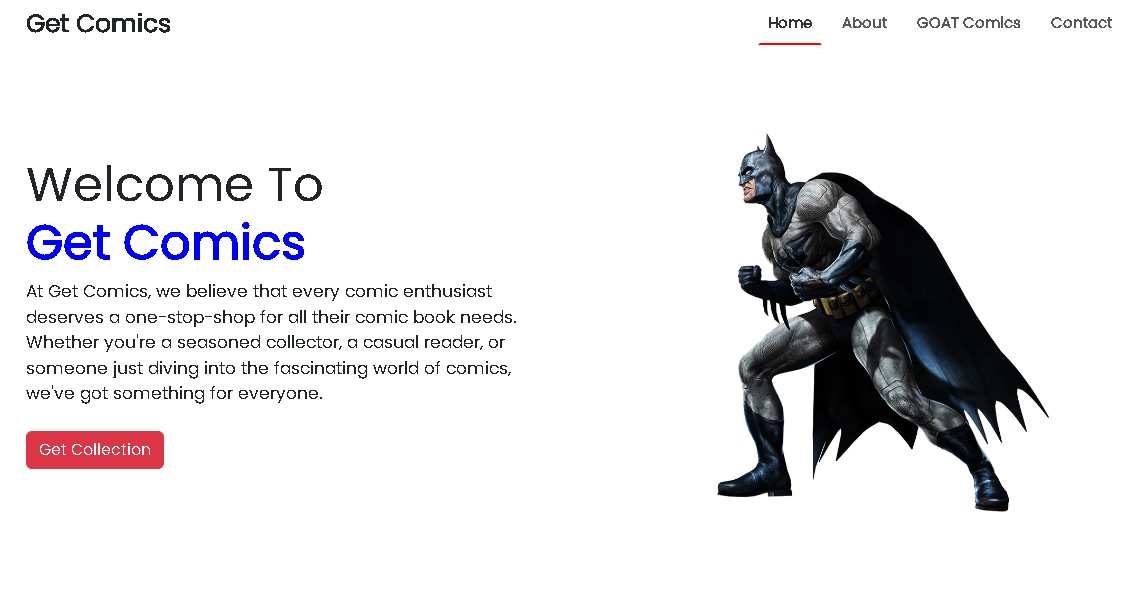 Get Comics
Home About GOAT Comics Contact
Welcome To
Get Comics
At Get Comics, we believe that every comic enthusiast
deserves a one-stop-shop for all their comic book needs.
Whether you're a seasoned collector, a casual reader, or
someone just diving into the fascinating world of comics,
we've got something for everyone.
Get Collection